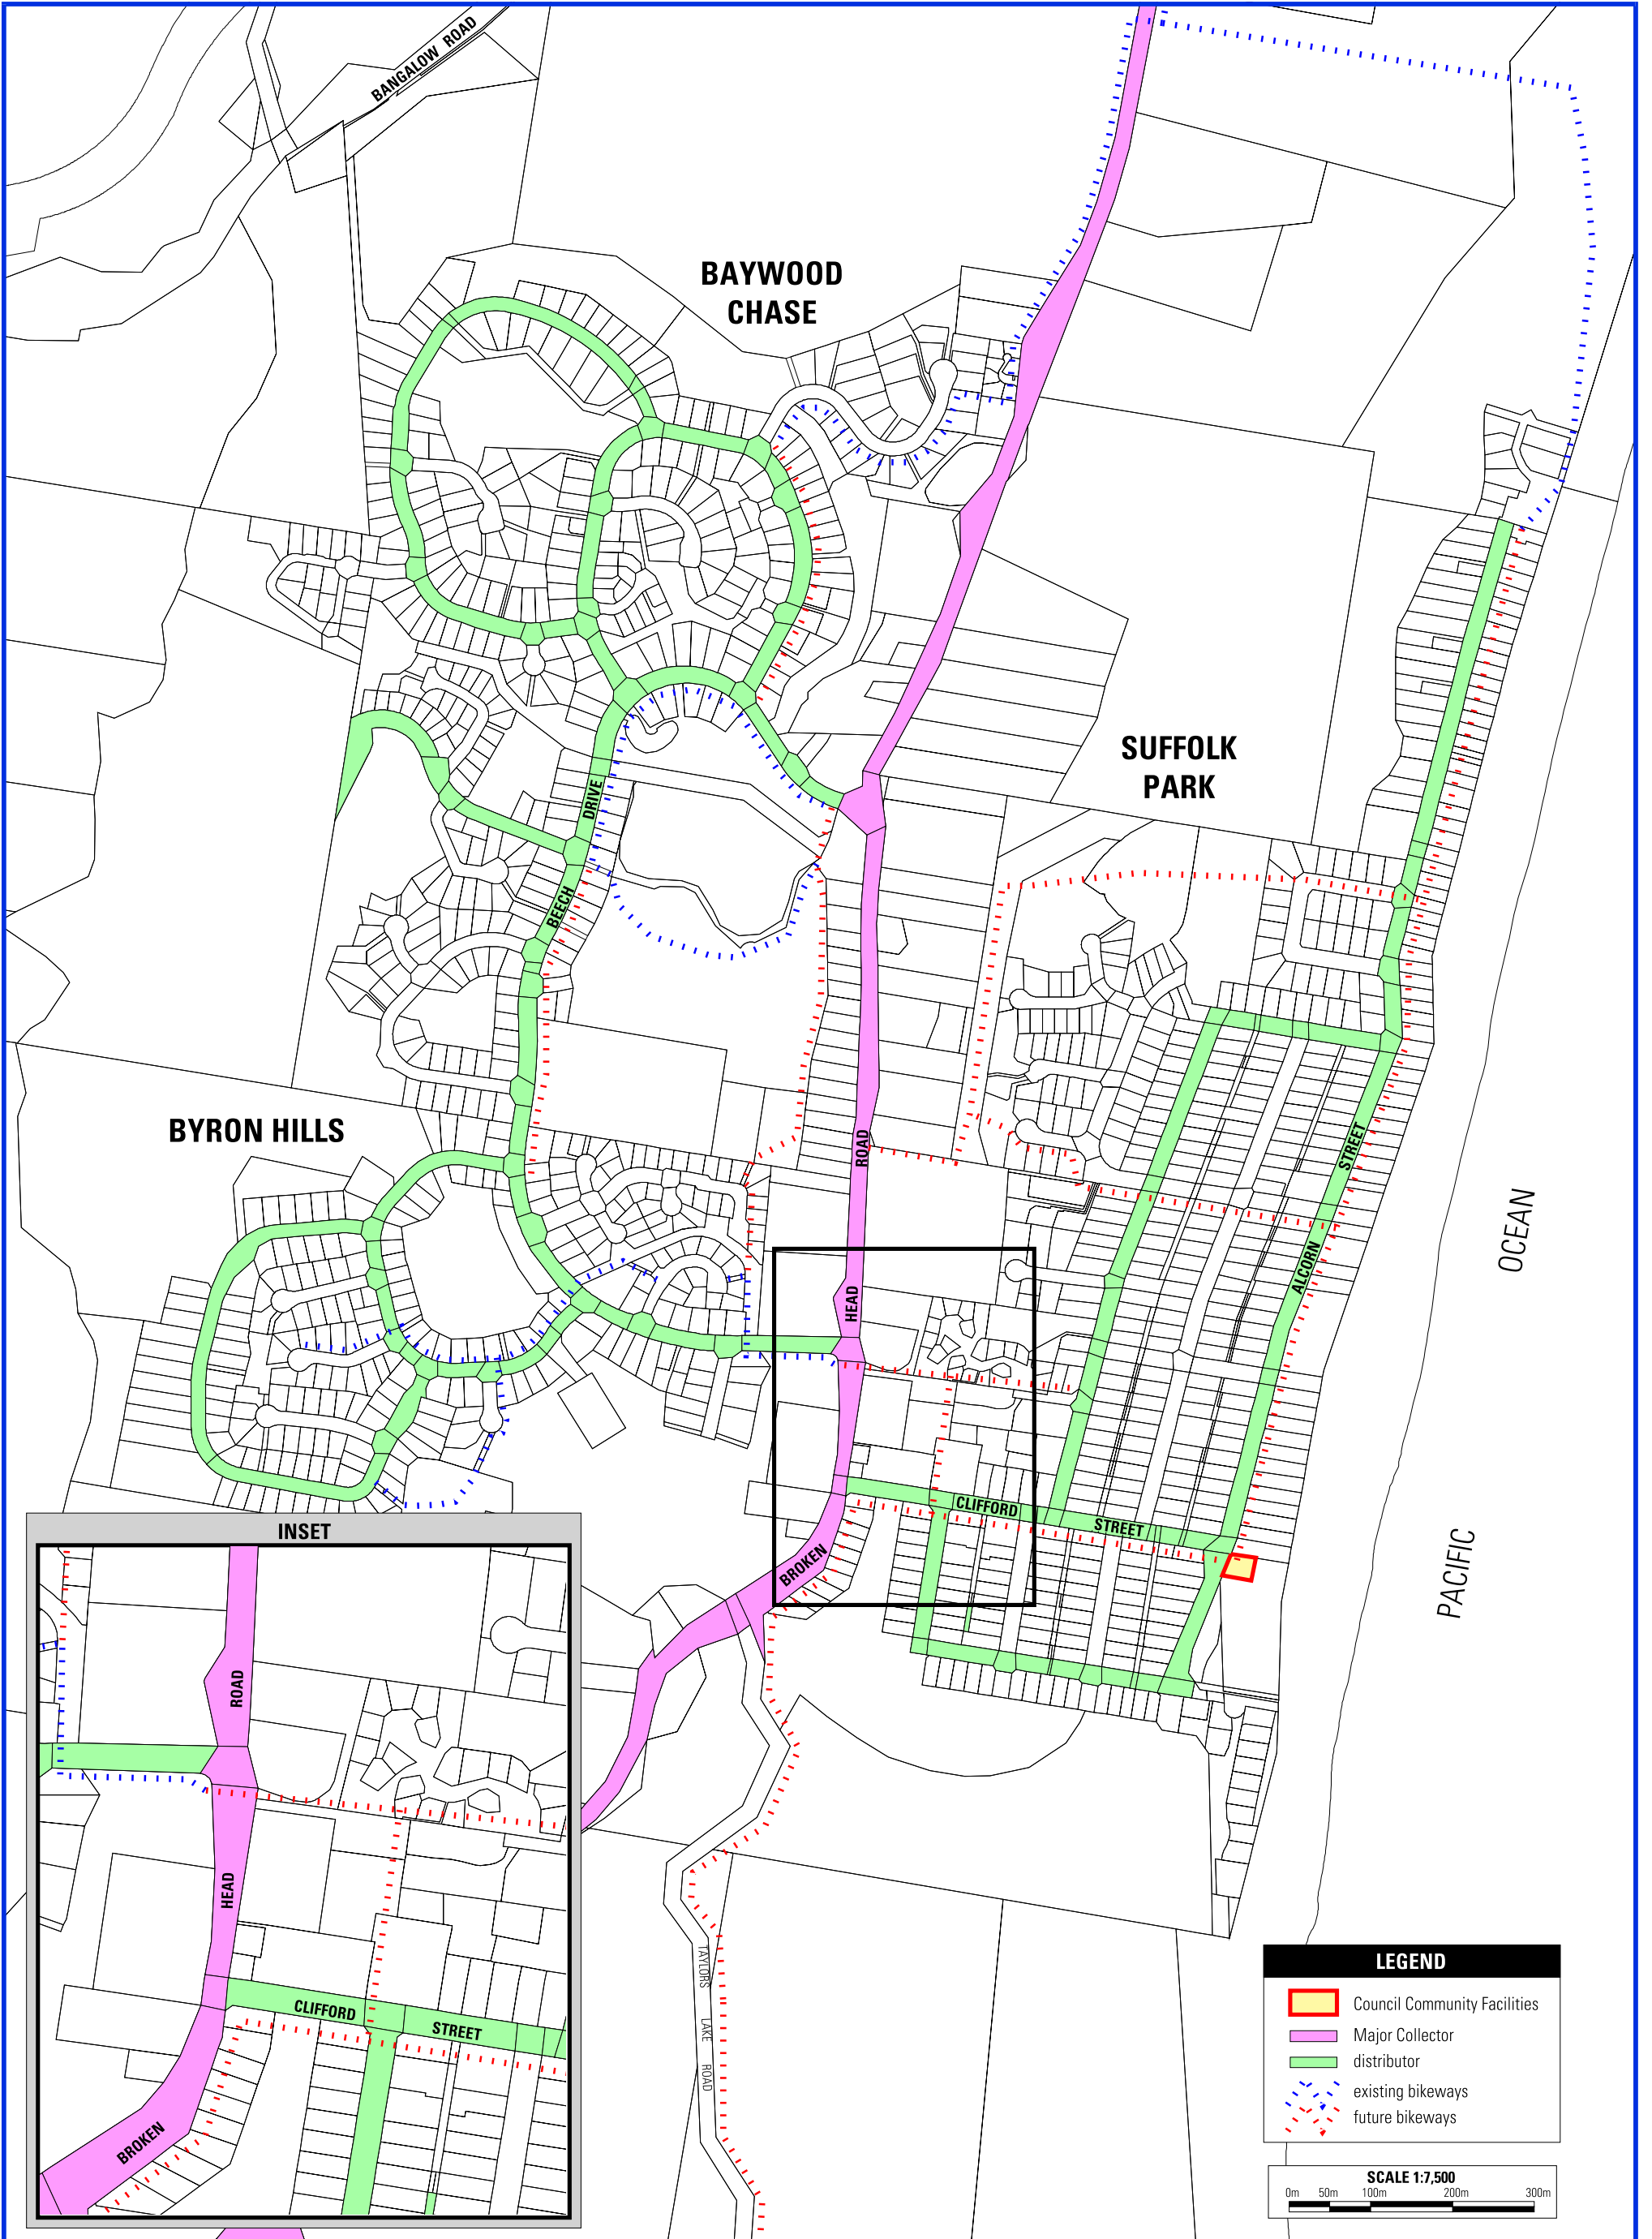 BANGALOW ROAD
BAYWOOD
CHASE
SUFFOLK
PARK
DRIVE
BEECH
BYRON HILLS
ROAD
STREET
OCEAN
ALCORN
HEAD
CLIFFORD
STREET
BROKEN
PACIFIC
INSET
ROAD
HEAD
CLIFFORD
STREET
BROKEN
TAYLORS
LAKE
ROAD
LEGEND
Council Community Facilities
Major Collector
distributor
existing bikeways
future bikeways
SCALE 1:7,500
0m 50m 100m 200m 300m